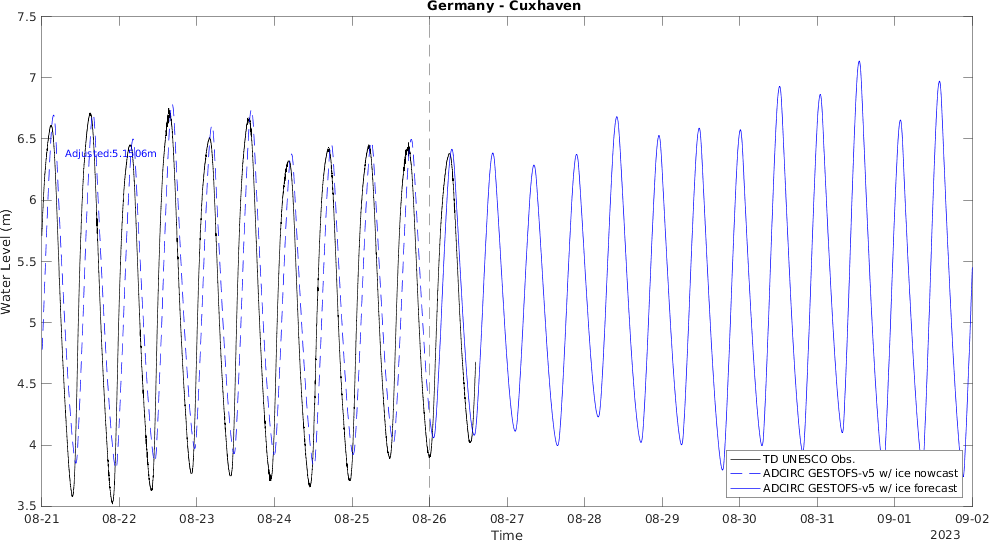 Germany - Cuxhaven
7.5
7
6.5
6
5.5
5
4.5
4
3.5
Water Level (m)
Adjusted:5.1506m
TD UNESCO Obs.
ADCIRC GESTOFS-v5 w/ ice nowcast
ADCIRC GESTOFS-v5 w/ ice forecast
08-21 08-22 08-23 08-24 08-25 08-26 08-27 08-28 08-29 08-30 08-31 09-01 09-02
Time
2023